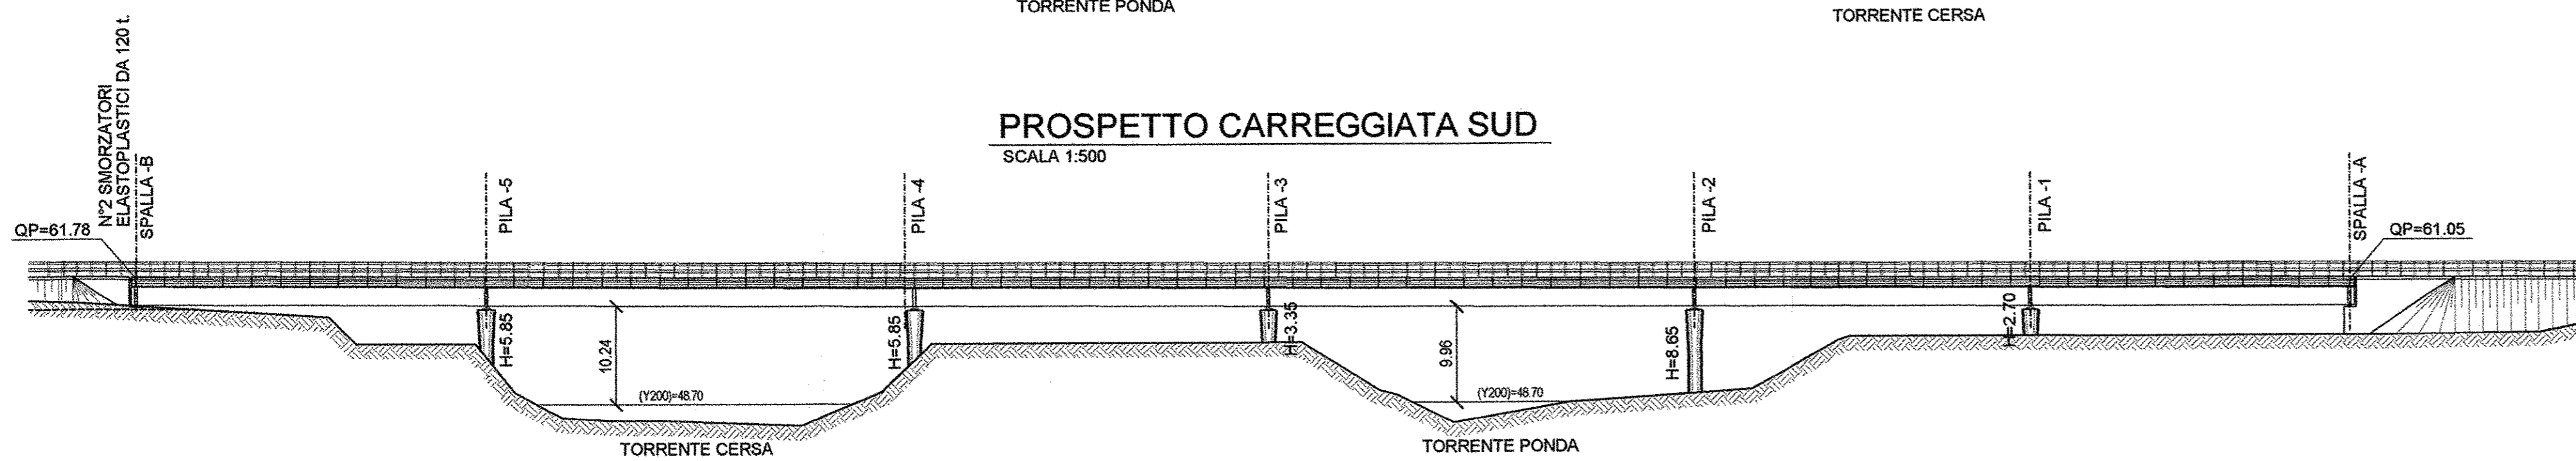 TORRENTE PONDA
TORRENTE CERSA
PROSPETTO CARREGGIATA SUD
SCALA 1:500
N°2 SMORZATORI
ELASTOPLASTICI DA 120 t.
SPALLA -B
PILA -5
PILA -4
PILA -3
PILA -2
PILA -1
SPALLA -A
QP=61.78
QP=61.05
H=5.85
10.24
H=5.85
H=3.35
9.96
H=8.65
H=2.70
(Y200)=48.70
(Y200)=48.70
TORRENTE CERSA
TORRENTE PONDA